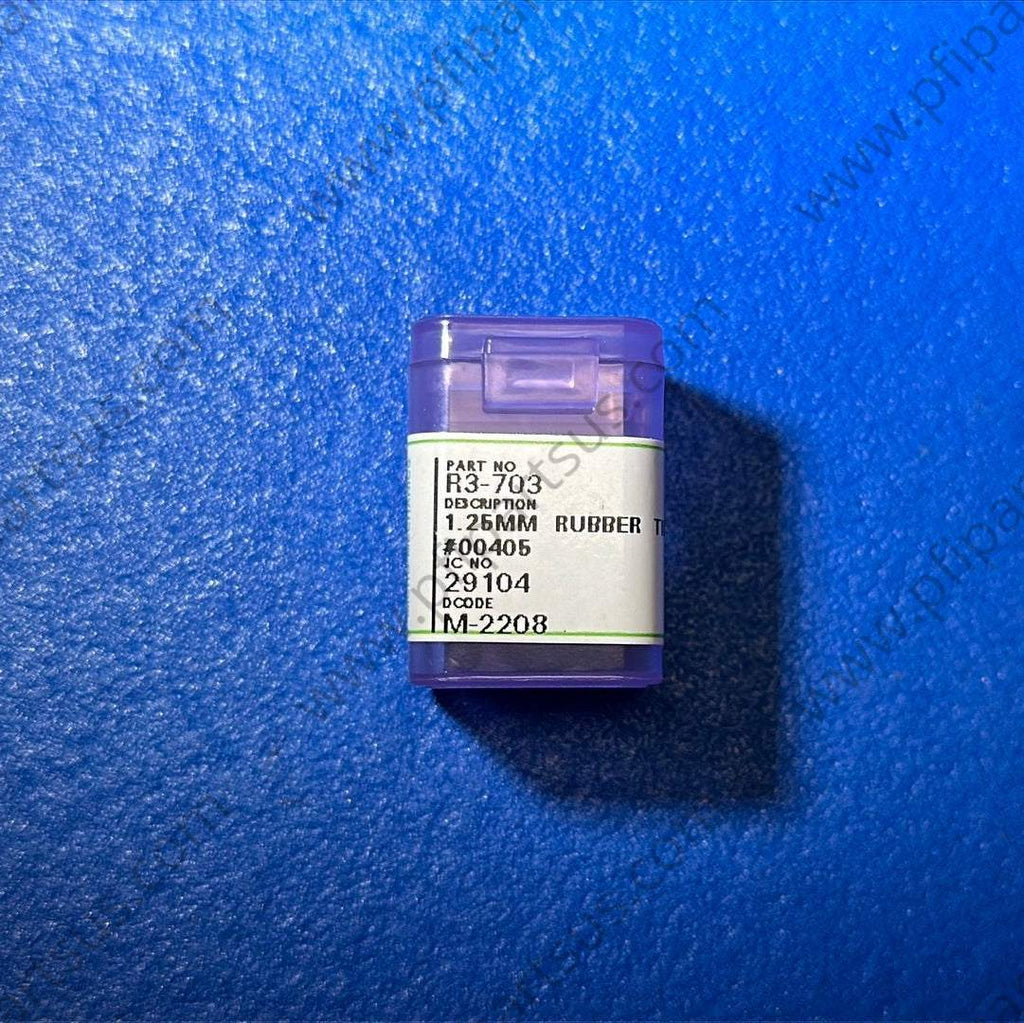 PART NO
R3-703
DESCRIPTION
1.25MM RUBBER
#00405
JC NO
29104
DCODE
M-2208